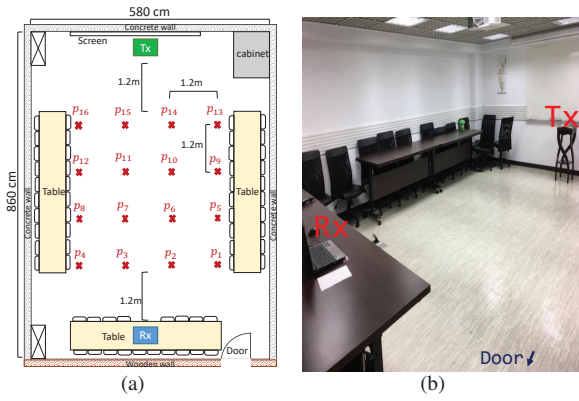 580 cm
Concrete wall
Screen
Tx
cabinet
1.2m
1.2m
p16 p15 p14 p13
1.2m
p12 p11 p10 p9
Table
Table
860 cm
Concrete wall
Concrete wall
p8 p7 p6 p5
p4 p3 p2 p1
1.2m
Table
Rx
Door
Wooden wall
(a)
Tx
Rx
Door
(b)